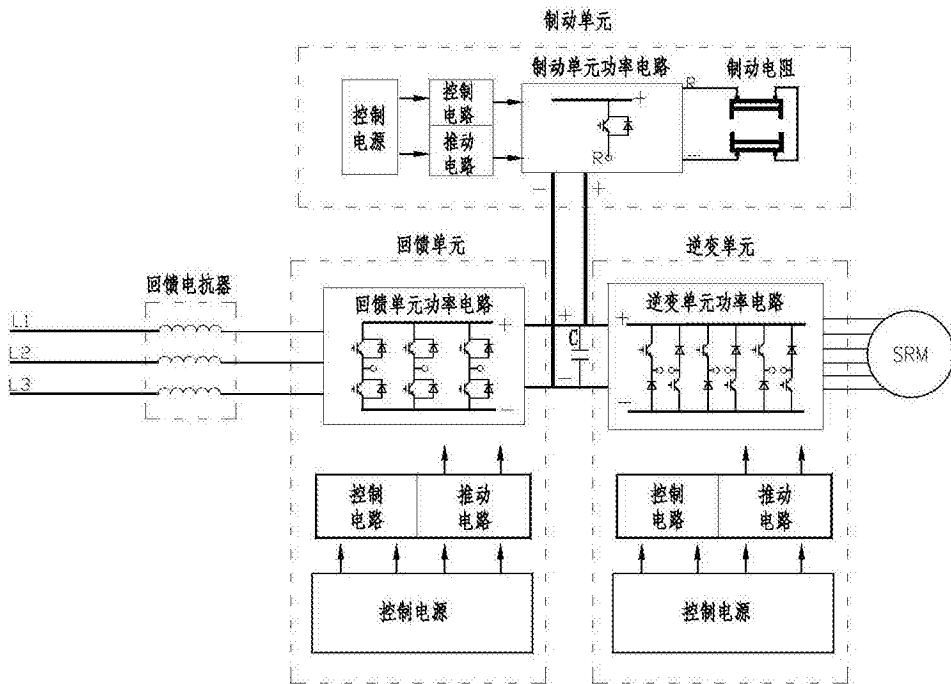 制动单元
制动单元功率电路
制动电阻
控制
电源
控制
电路
推动
电路
+
R
R
−
+
回馈单元
逆变单元
回馈电抗器
回馈单元功率电路
逆变单元功率电路
L1
L2
L3
+
−
+
−
C
+
−
SRM
控制
电路
推动
电路
控制
电路
推动
电路
控制电源
控制电源